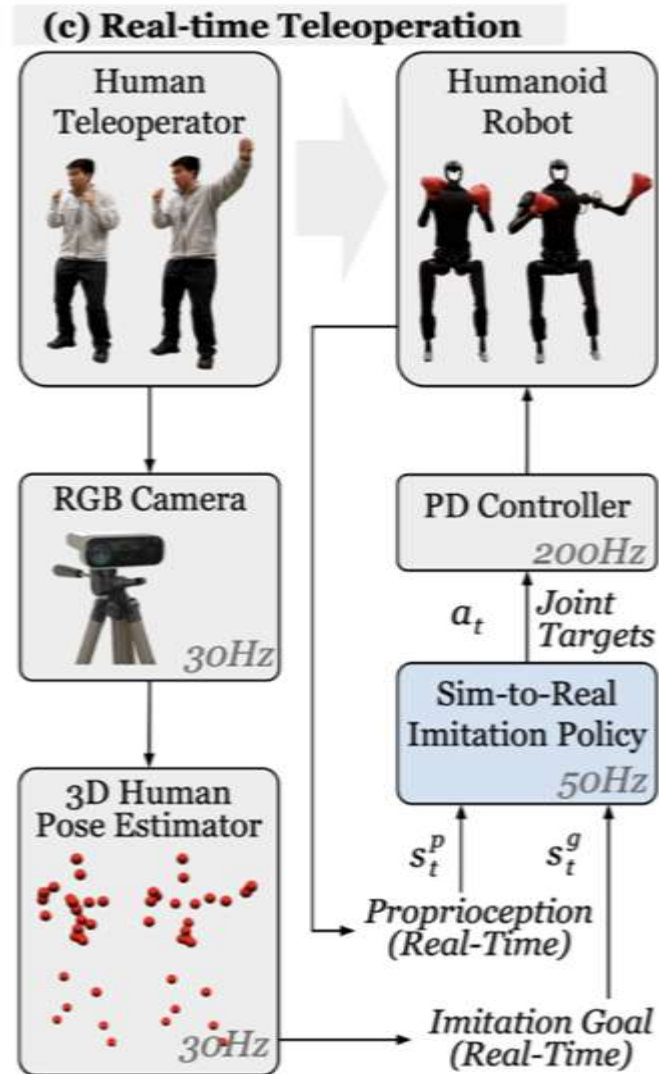 (c) Real-time Teleoperation
Human
Teleoperator
Humanoid
Robot
RGB Camera
30Hz
3D Human
Pose Estimator
30Hz
PD Controller
200Hz
a_t
Joint
Targets
Sim-to-Real
Imitation Policy
50Hz
s_t^p
s_t^g
Proprioception
(Real-Time)
Imitation Goal
(Real-Time)